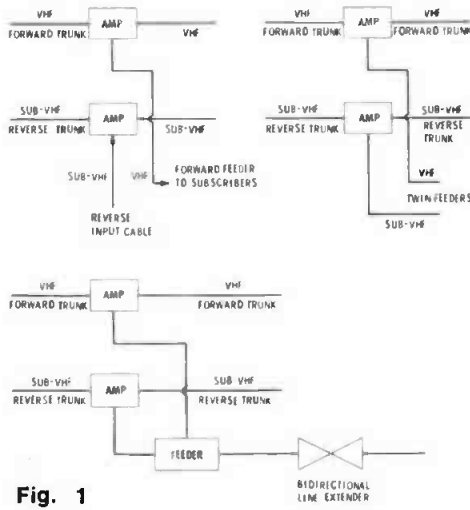 VHF
FORWARD TRUNK
AMP
VHF
SUB-VHF
REVERSE TRUNK
AMP
SUB-VHF
SUB-VHF
VHF
FORWARD FEEDER
TO SUBSCRIBERS
REVERSE
INPUT CABLE
VHF
FORWARD TRUNK
AMP
VHF
FORWARD TRUNK
SUB-VHF
REVERSE TRUNK
AMP
SUB-VHF
REVERSE
TRUNK
VHF
TWIN FEEDERS
SUB-VHF
VHF
FORWARD TRUNK
AMP
VHF
FORWARD TRUNK
SUB-VHF
REVERSE TRUNK
AMP
SUB VHF
REVERSE TRUNK
FEEDER
BIDIRECTIONAL
LINE EXTENDER
Fig. 1